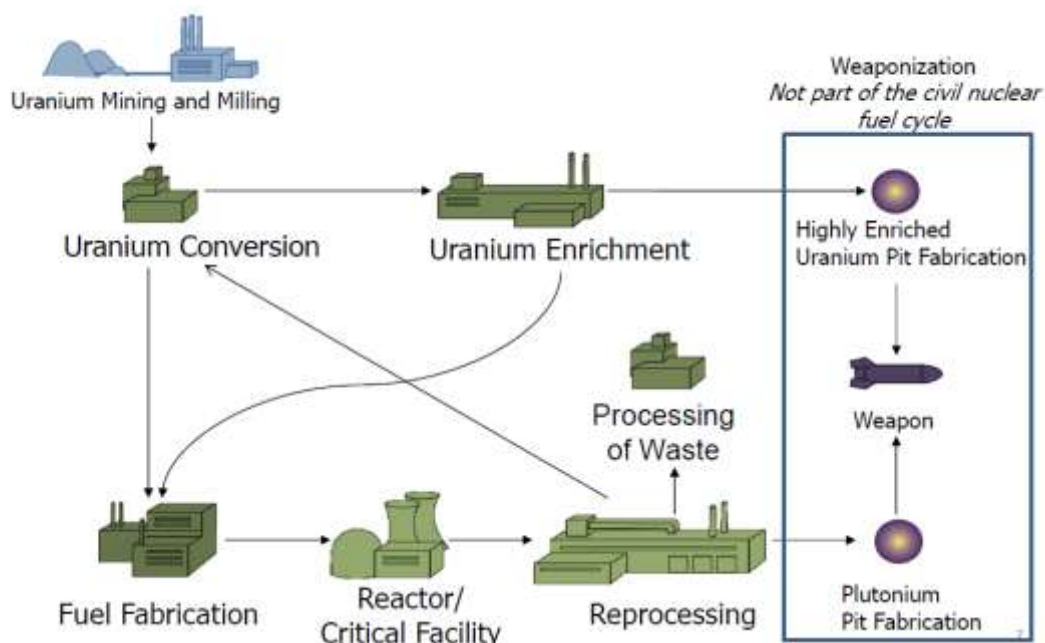 Uranium Mining and Milling
Weaponization
Not part of the civil nuclear
fuel cycle
Uranium Conversion
Uranium Enrichment
Highly Enriched
Uranium Pit Fabrication
Processing
of Waste
Weapon
Fuel Fabrication
Reactor/
Critical Facility
Reprocessing
Plutonium
Pit Fabrication
7